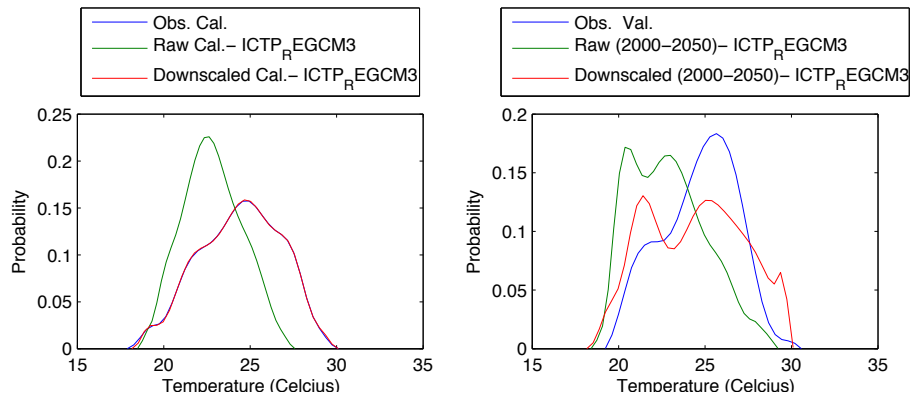 Obs. Cal.
Raw Cal.− ICTP_REGCM3
Downscaled Cal.− ICTP_REGCM3
0.25
0.2
0.15
0.1
0.05
0
15
20
25
30
35
Probability
Temperature (Celcius)
Obs. Val.
Raw (2000−2050)− ICTP_REGCM3
Downscaled (2000−2050)− ICTP_REGCM3
0.2
0.15
0.1
0.05
0
15
20
25
30
35
Probability
Temperature (Celcius)